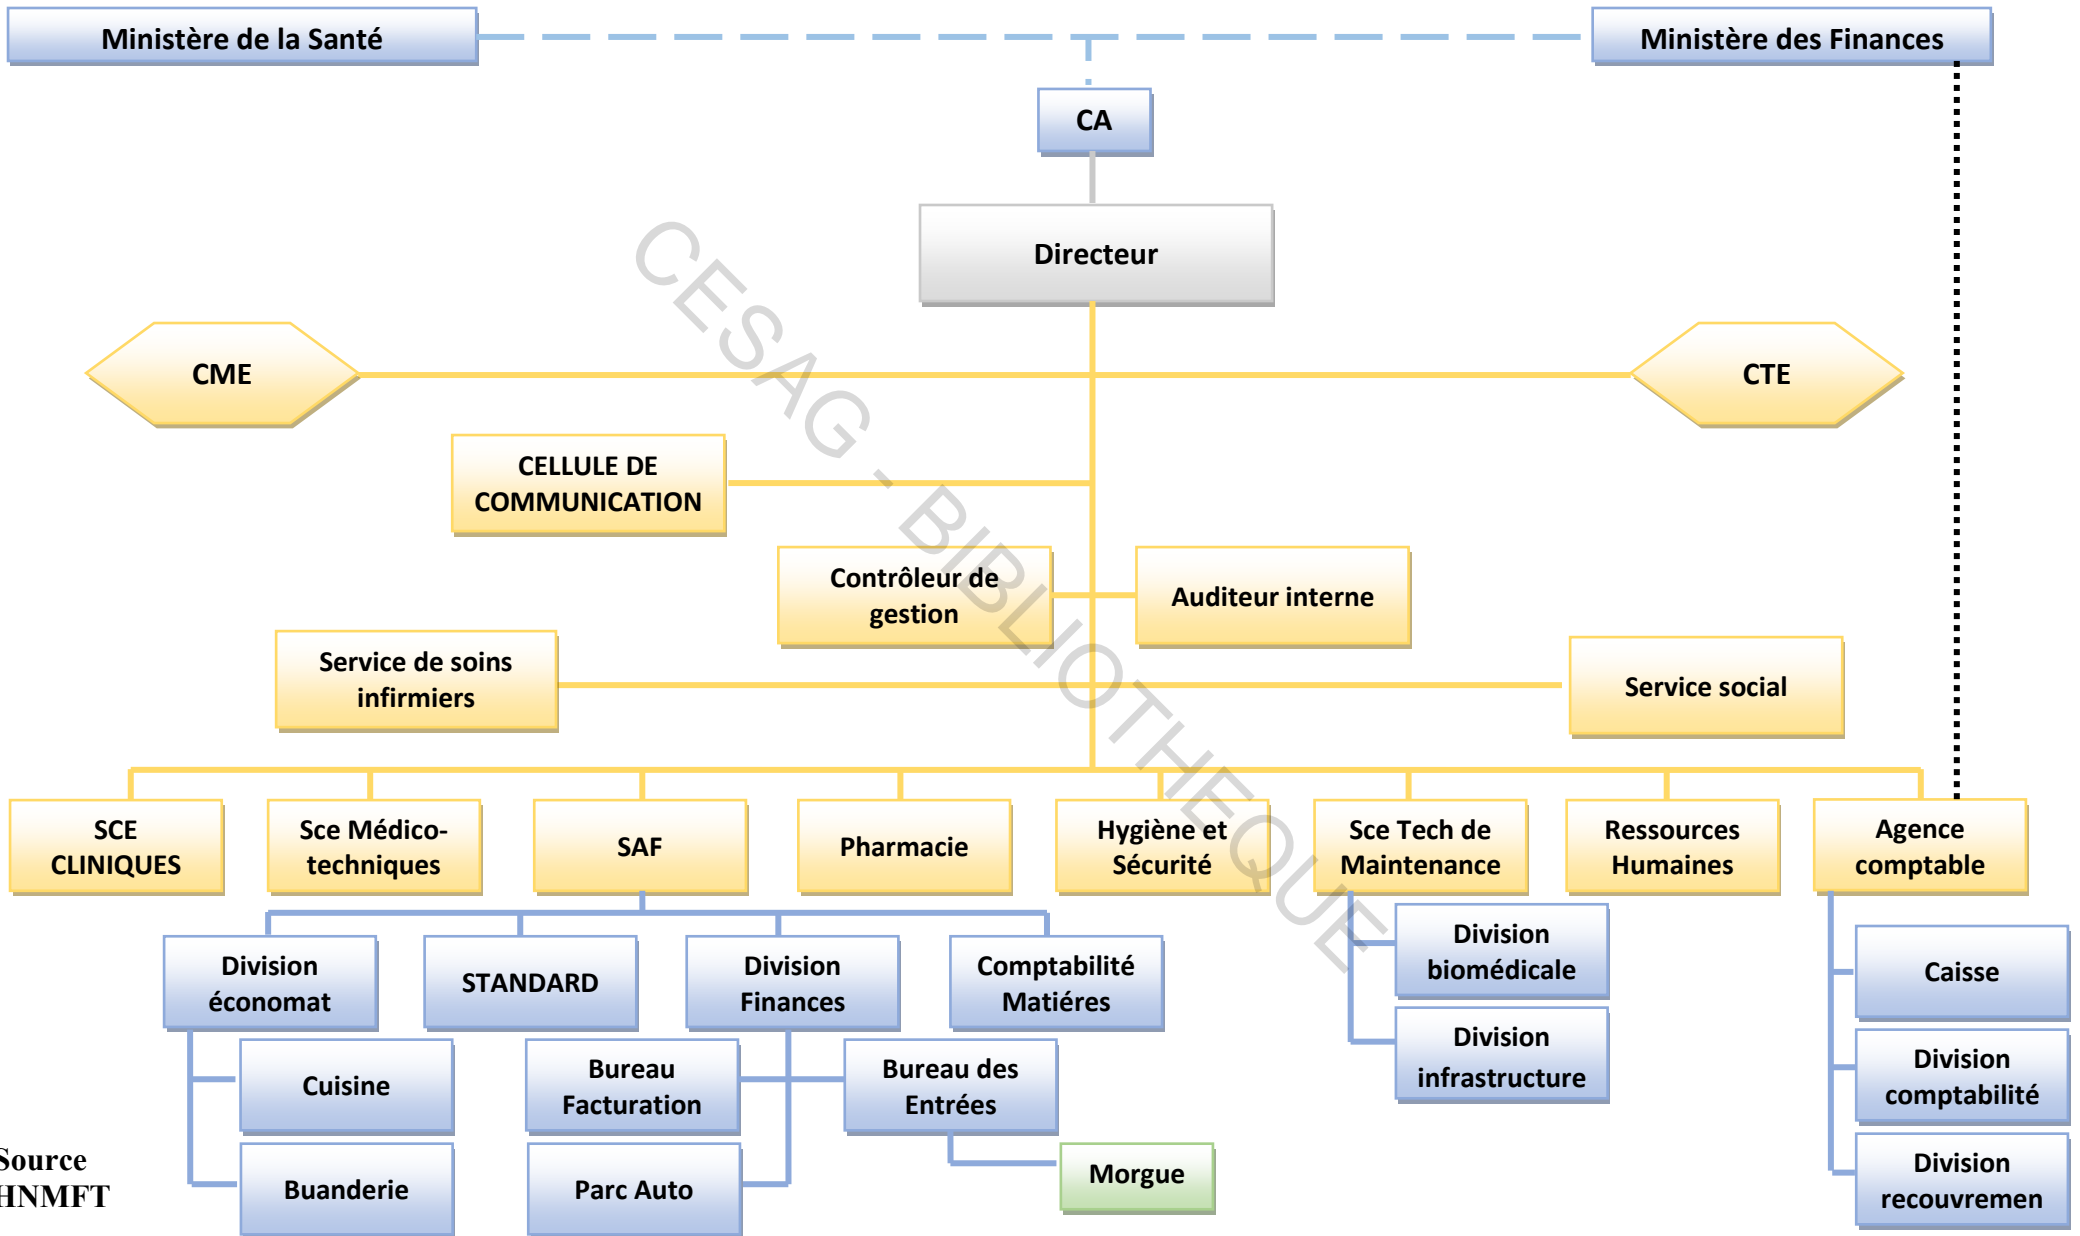 Ministère de la Santé
Ministère des Finances
CA
Directeur
CME
CTE
CELLULE DE
COMMUNICATION
Contrôleur de
gestion
Auditeur interne
Service de soins
infirmiers
Service social
SCE
CLINIQUES
Sce Médico-
techniques
SAF
Pharmacie
Hygiène et
Sécurité
Sce Tech de
Maintenance
Ressources
Humaines
Agence
comptable
Division
économat
STANDARD
Division
Finances
Comptabilité
Matiéres
Division
biomédicale
Caisse
Cuisine
Bureau
Facturation
Bureau des
Entrées
Division
infrastructure
Division
comptabilité
Buanderie
Parc Auto
Morgue
Division
recouvremen
Source
HNMFT
CESAG - BIBLIOTHEQUE